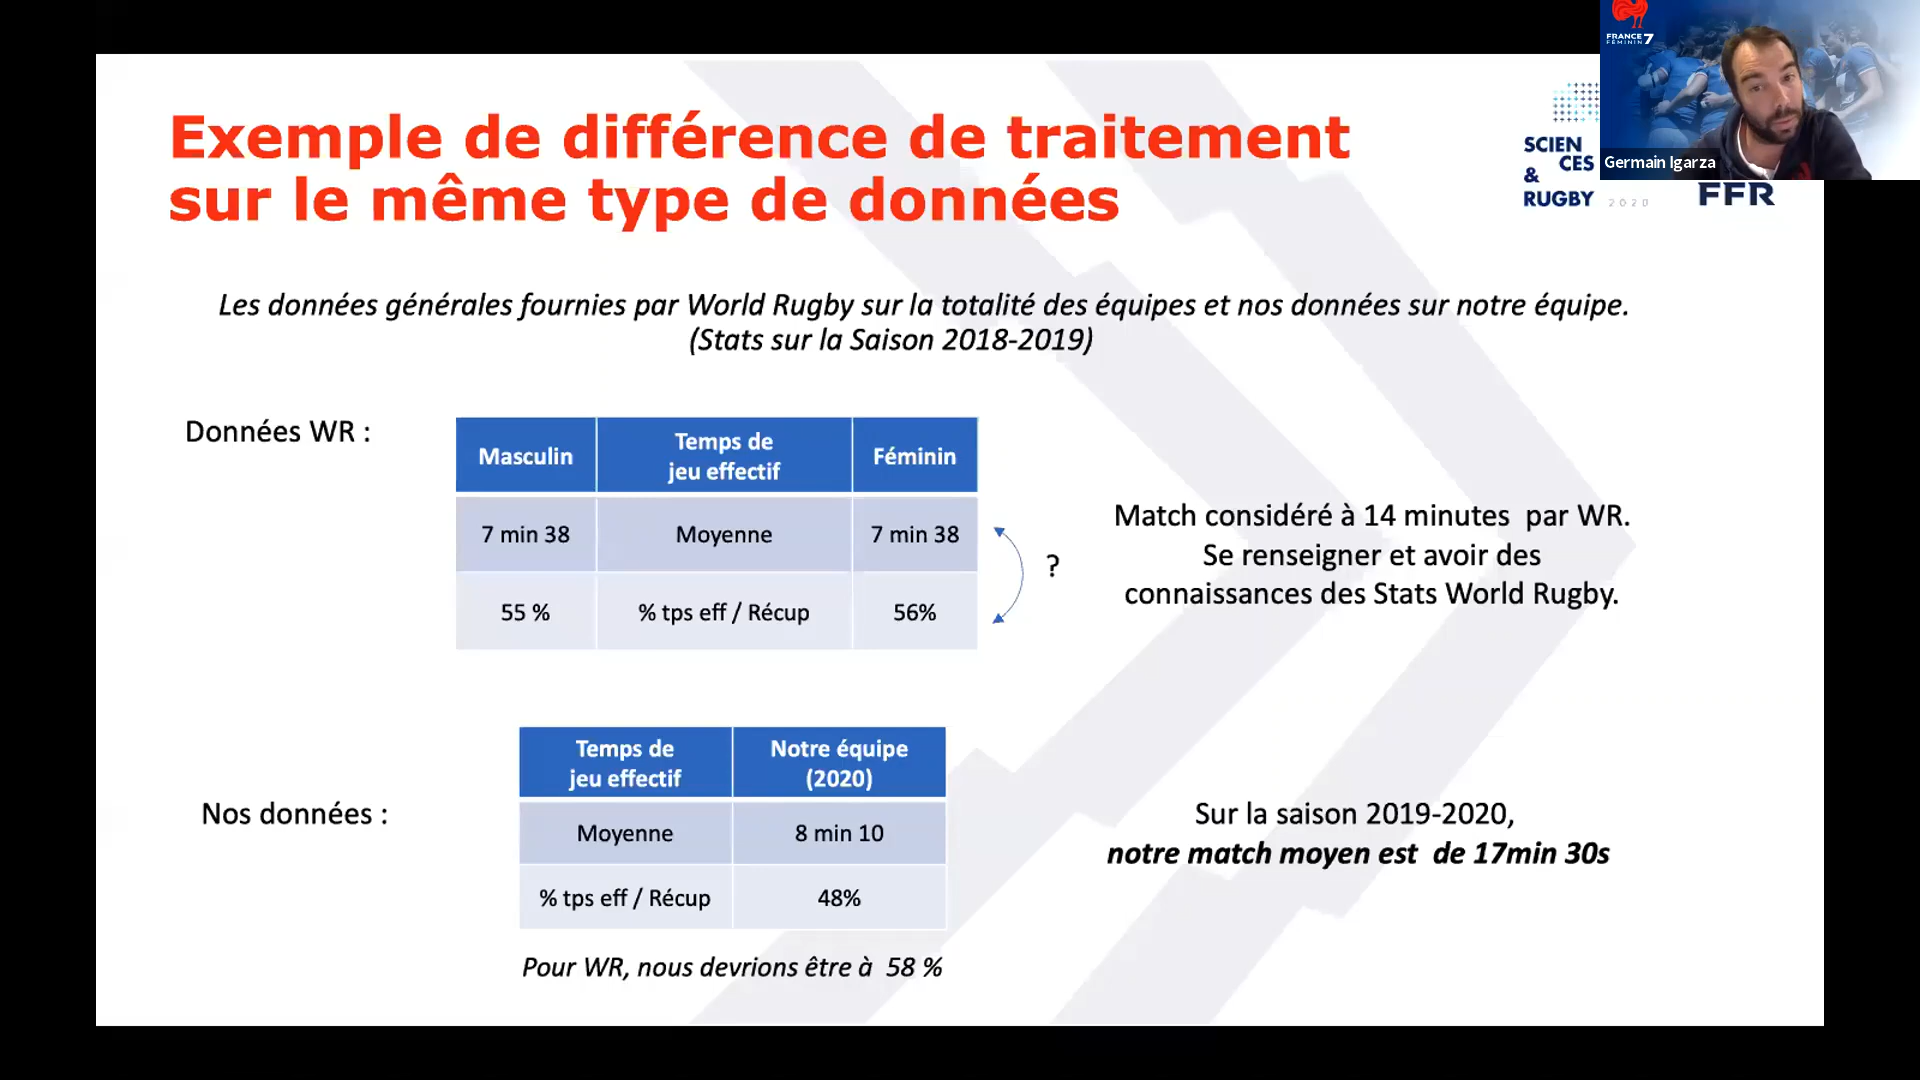 FRANCE 7
FÉMININ
Germain Igarza
Exemple de différence de traitement
sur le même type de données
SCIEN
CES
&
RUGBY 2020
FFR
Les données générales fournies par World Rugby sur la totalité des équipes et nos données sur notre équipe.
(Stats sur la Saison 2018-2019)
Données WR :
Masculin
Temps de
jeu effectif
Féminin
7 min 38
Moyenne
7 min 38
55 %
% tps eff / Récup
56%
?
Match considéré à 14 minutes par WR.
Se renseigner et avoir des
connaissances des Stats World Rugby.
Nos données :
Temps de
jeu effectif
Notre équipe
(2020)
Moyenne
8 min 10
% tps eff / Récup
48%
Sur la saison 2019-2020,
notre match moyen est de 17min 30s
Pour WR, nous devrions être à 58 %